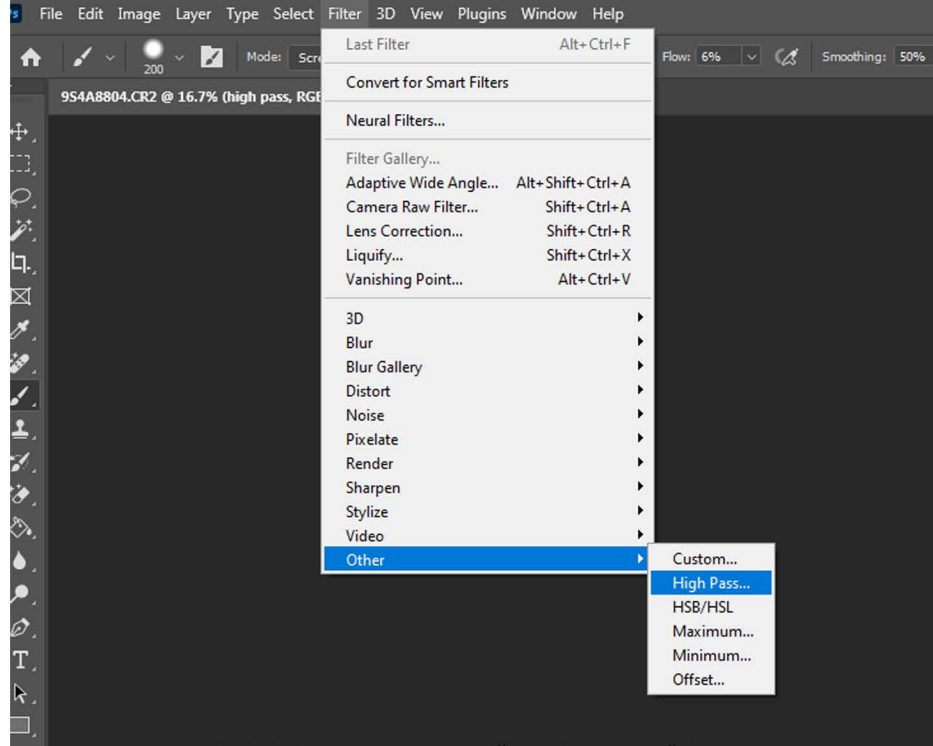 File Edit Image Layer Type Select Filter 3D View Plugins Window Help
200 Mode: Scre Flow: 6% Smoothing: 50%
9S4A8804.CR2 @ 16.7% (high pass, RGB
Last Filter Alt+Ctrl+F
Convert for Smart Filters
Neural Filters...
Filter Gallery...
Adaptive Wide Angle... Alt+Shift+Ctrl+A
Camera Raw Filter... Shift+Ctrl+A
Lens Correction... Shift+Ctrl+R
Liquify... Shift+Ctrl+X
Vanishing Point... Alt+Ctrl+V
3D
Blur
Blur Gallery
Distort
Noise
Pixelate
Render
Sharpen
Stylize
Video
Other
Custom...
High Pass...
HSB/HSL
Maximum...
Minimum...
Offset...
T